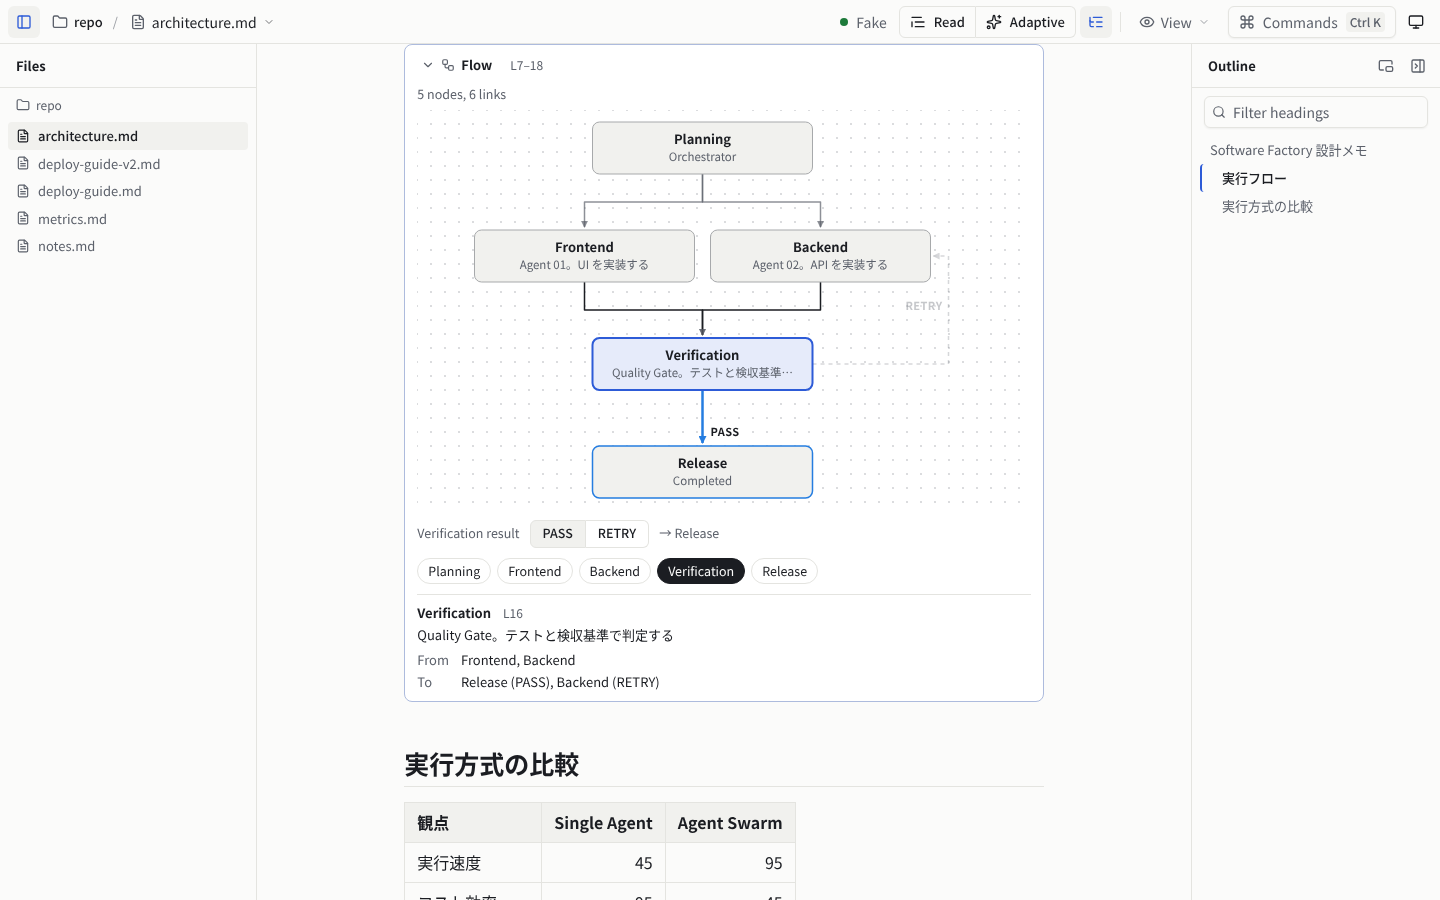 repo / architecture.md
Fake
Read
Adaptive
View
Commands Ctrl K
Files
repo
architecture.md
deploy-guide-v2.md
deploy-guide.md
metrics.md
notes.md
Flow L7–18
5 nodes, 6 links
Planning
Orchestrator
Frontend
Agent 01。UI を実装する
Backend
Agent 02。API を実装する
RETRY
Verification
Quality Gate。テストと検収基準…
PASS
Release
Completed
Verification result PASS RETRY → Release
Planning Frontend Backend Verification Release
Verification L16
Quality Gate。テストと検収基準で判定する
From Frontend, Backend
To Release (PASS), Backend (RETRY)
実行方式の比較
観点 Single Agent Agent Swarm
実行速度 45 95
Outline
Filter headings
Software Factory 設計メモ
実行フロー
実行方式の比較